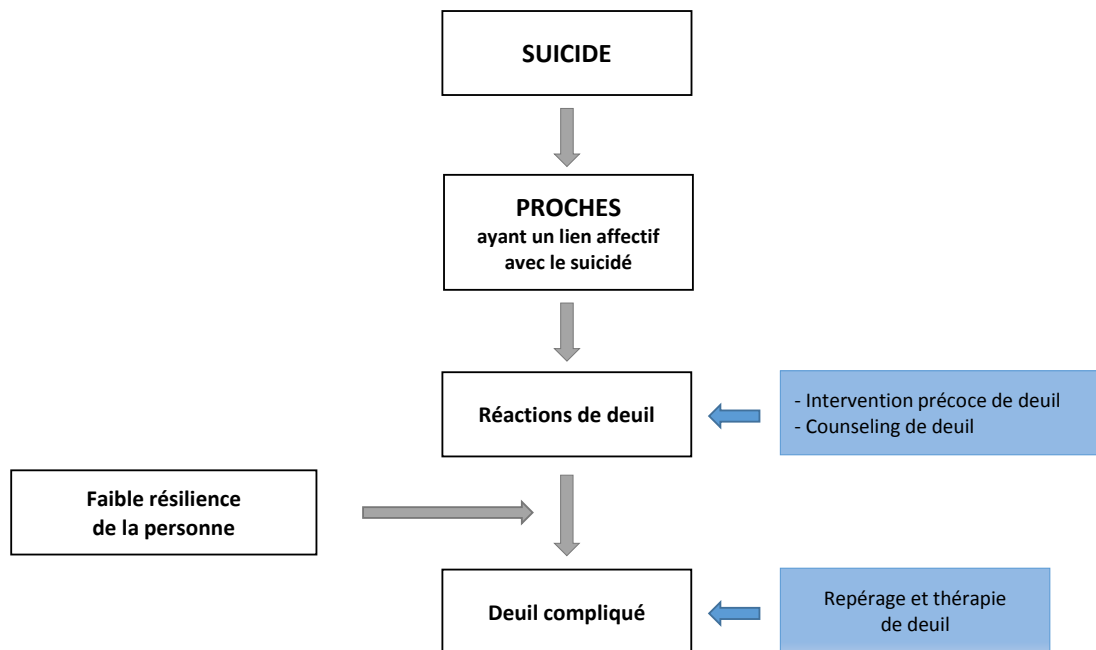 SUICIDE
PROCHES
ayant un lien affectif
avec le suicidé
Réactions de deuil
- Intervention précoce de deuil
- Counseling de deuil
Faible résilience
de la personne
Deuil compliqué
Repérage et thérapie
de deuil